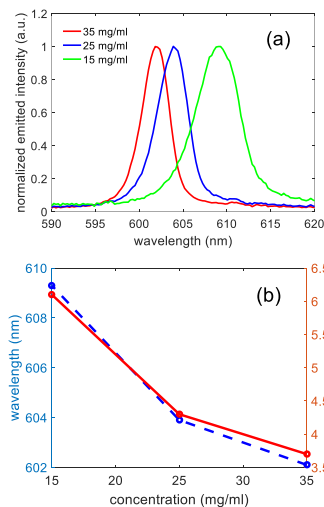 (a)
35 mg/ml
25 mg/ml
15 mg/ml
normalized emitted intensity (a.u.)
1.2
1
0.8
0.6
0.4
0.2
0
590 595 600 605 610 615 620
wavelength (nm)
(b)
wavelength (nm)
610
608
606
604
602
6.5
6
5.5
5
4.5
4
3.5
15 20 25 30 35
concentration (mg/ml)